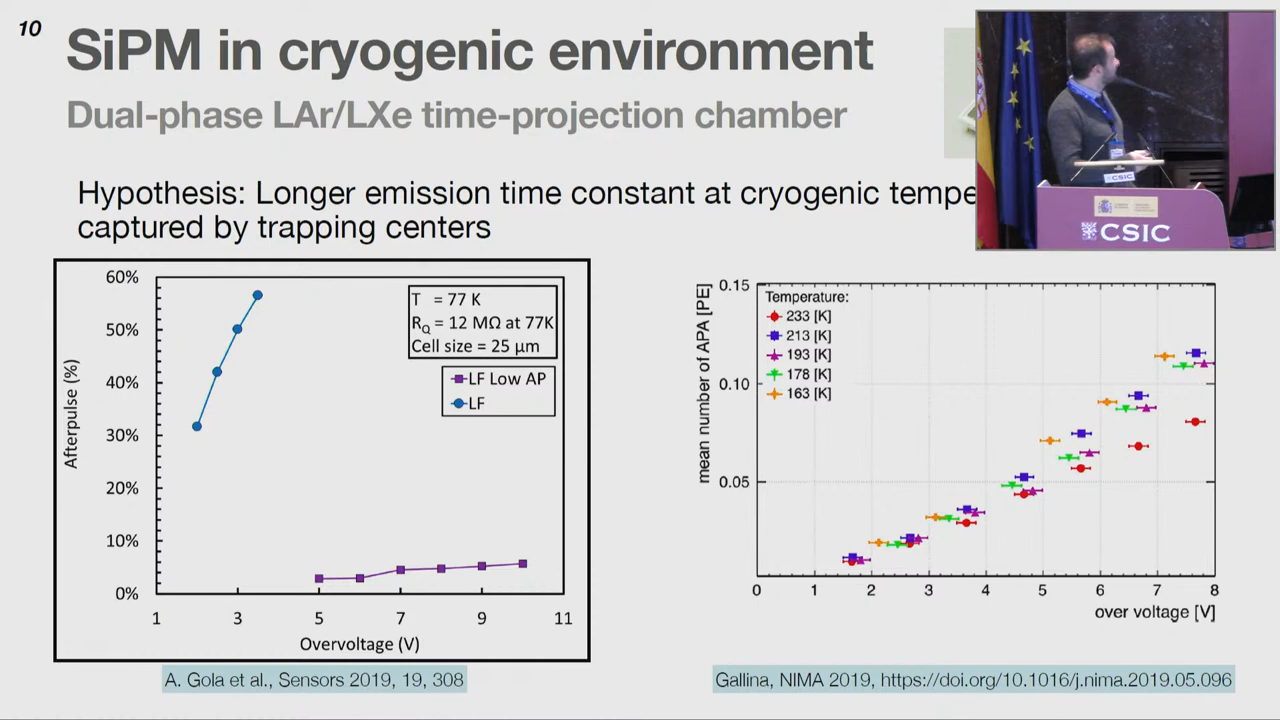 10
SiPM in cryogenic environment
Dual-phase LAr/LXe time-projection chamber
Hypothesis: Longer emission time constant at cryogenic
captured by trapping centers
60%
50%
40%
30%
20%
10%
0%
Afterpulse (%)
T = 77 K
RQ = 12 MΩ at 77K
Cell size = 25 µm
LF Low AP
LF
1 3 5 7 9 11
Overvoltage (V)
A. Gola et al., Sensors 2019, 19, 308
mean number of APA [PE]
0.15
0.10
0.05
Temperature:
233 [K]
213 [K]
193 [K]
178 [K]
163 [K]
0 1 2 3 4 5 6 7 8
over voltage [V]
Gallina, NIMA 2019, https://doi.org/10.1016/j.nima.2019.05.096
CSIC
CSIC